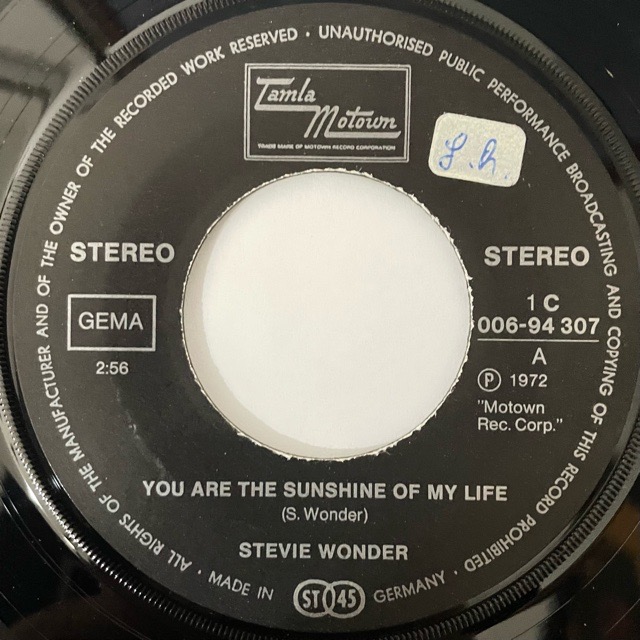 ALL RIGHTS OF THE MANUFACTURER AND OF THE OWNER OF THE RECORDED WORK RESERVED · UNAUTHORISED PUBLIC PERFORMANCE BROADCASTING AND COPYING OF THIS RECORD PROHIBITED ·
Tamla
Motown
TRADE MARK OF MOTOWN RECORD CORPORATION
STEREO
GEMA
2:56
STEREO
1 C
006-94 307
A
Ⓟ 1972
"Motown
Rec. Corp."
YOU ARE THE SUNSHINE OF MY LIFE
(S. Wonder)
STEVIE WONDER
MADE IN ST 45 GERMANY ·